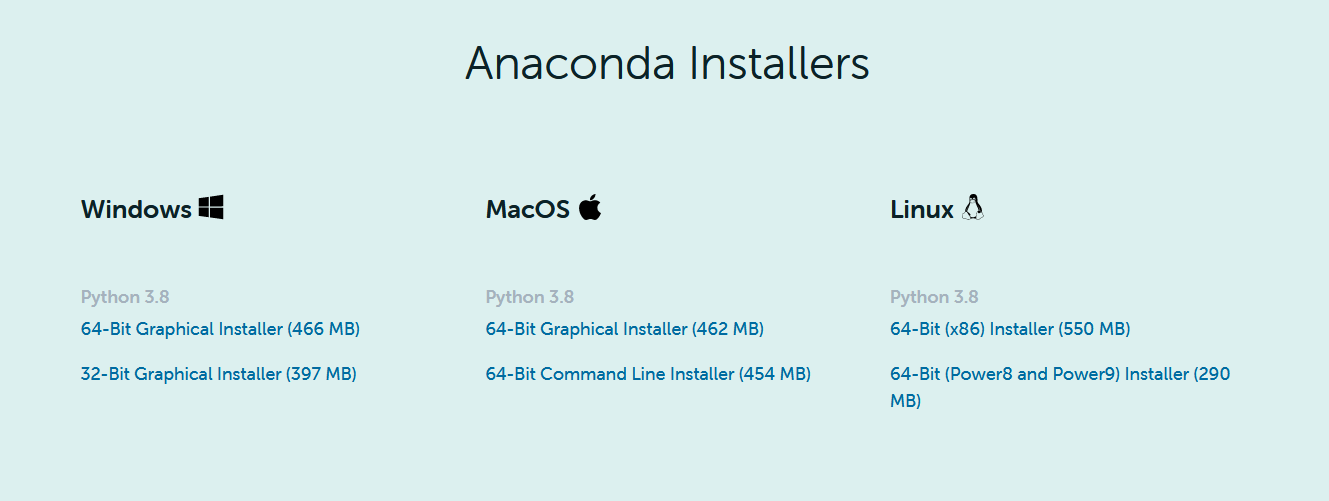 Anaconda Installers
Windows
MacOS
Linux
Python 3.8
64-Bit Graphical Installer (466 MB)
32-Bit Graphical Installer (397 MB)
Python 3.8
64-Bit Graphical Installer (462 MB)
64-Bit Command Line Installer (454 MB)
Python 3.8
64-Bit (x86) Installer (550 MB)
64-Bit (Power8 and Power9) Installer (290
MB)